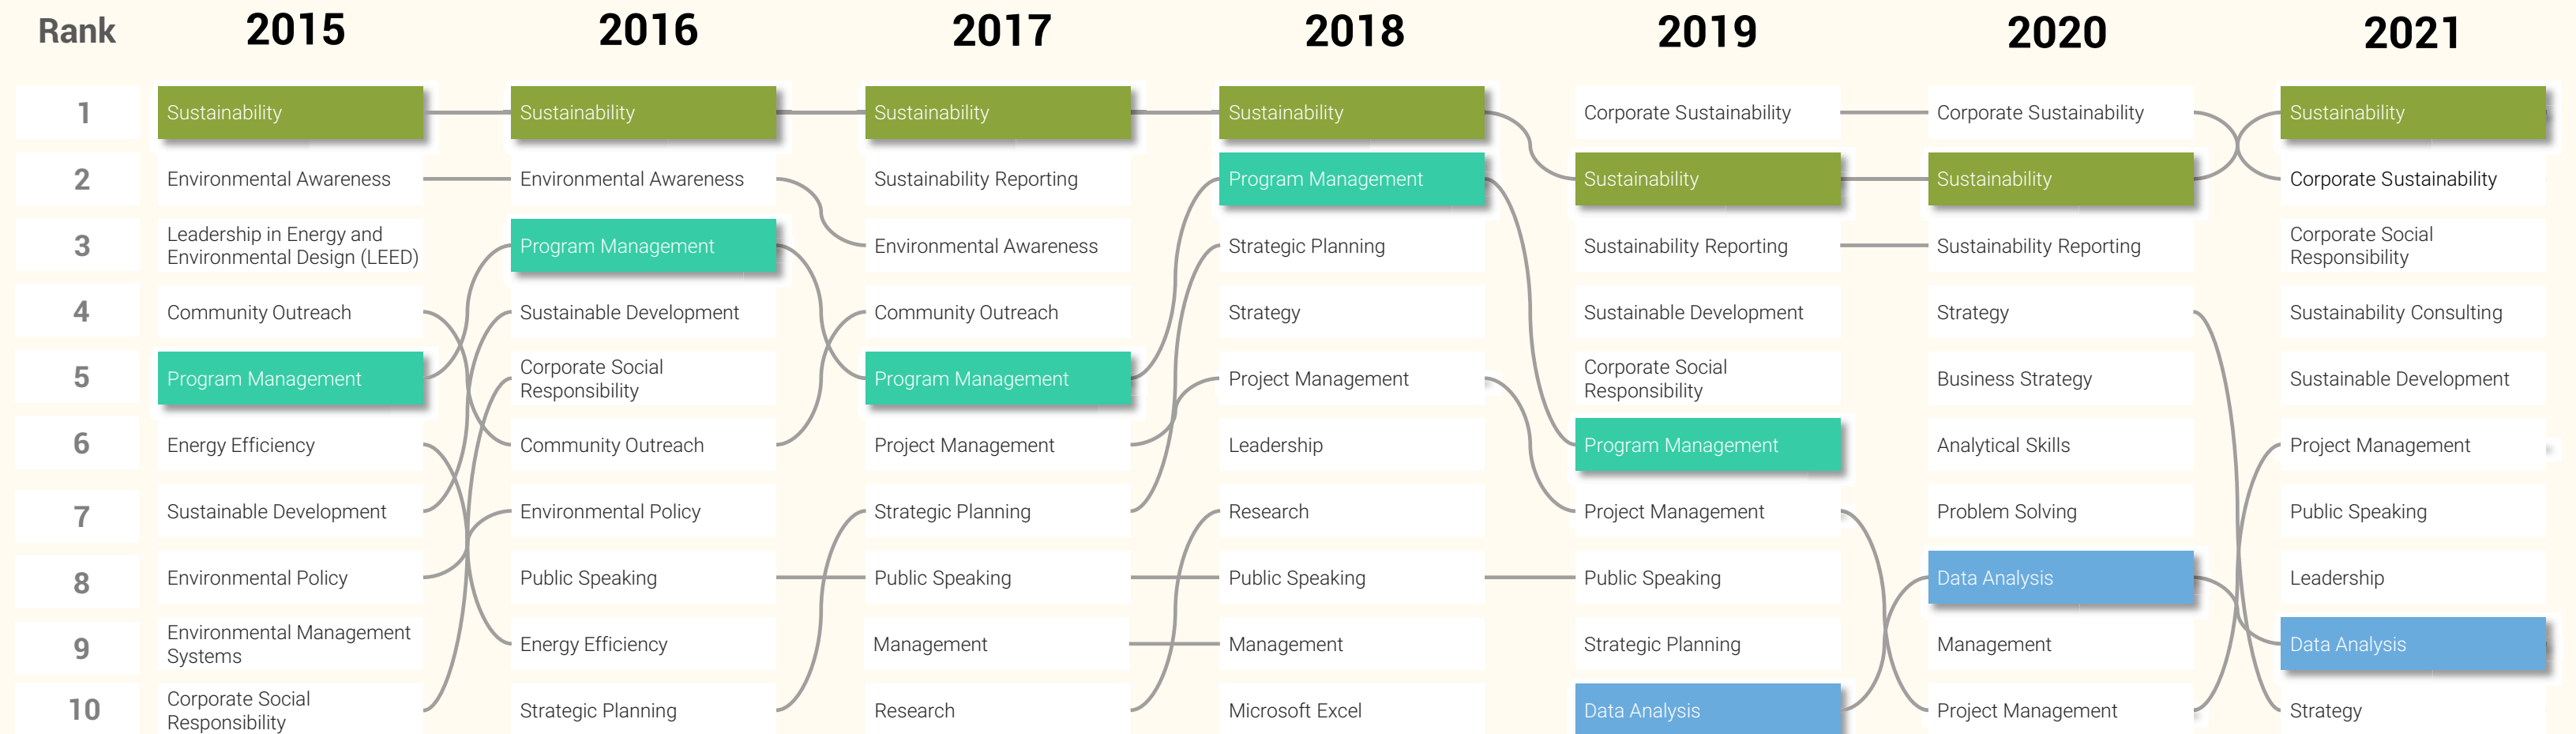 Rank 2015 2016 2017 2018 2019 2020 2021
1 Sustainability Sustainability Sustainability Sustainability Corporate Sustainability Corporate Sustainability Sustainability
2 Environmental Awareness Environmental Awareness Sustainability Reporting Program Management Sustainability Sustainability Corporate Sustainability
3 Leadership in Energy and
Environmental Design (LEED) Program Management Environmental Awareness Strategic Planning Sustainability Reporting Sustainability Reporting Corporate Social
Responsibility
4 Community Outreach Sustainable Development Community Outreach Strategy Sustainable Development Strategy Sustainability Consulting
5 Program Management Corporate Social
Responsibility Program Management Project Management Corporate Social
Responsibility Business Strategy Sustainable Development
6 Energy Efficiency Community Outreach Project Management Leadership Program Management Analytical Skills Project Management
7 Sustainable Development Environmental Policy Strategic Planning Research Project Management Problem Solving Public Speaking
8 Environmental Policy Public Speaking Public Speaking Public Speaking Public Speaking Data Analysis Leadership
9 Environmental Management
Systems Energy Efficiency Management Management Strategic Planning Management Data Analysis
10 Corporate Social
Responsibility Strategic Planning Research Microsoft Excel Data Analysis Project Management Strategy